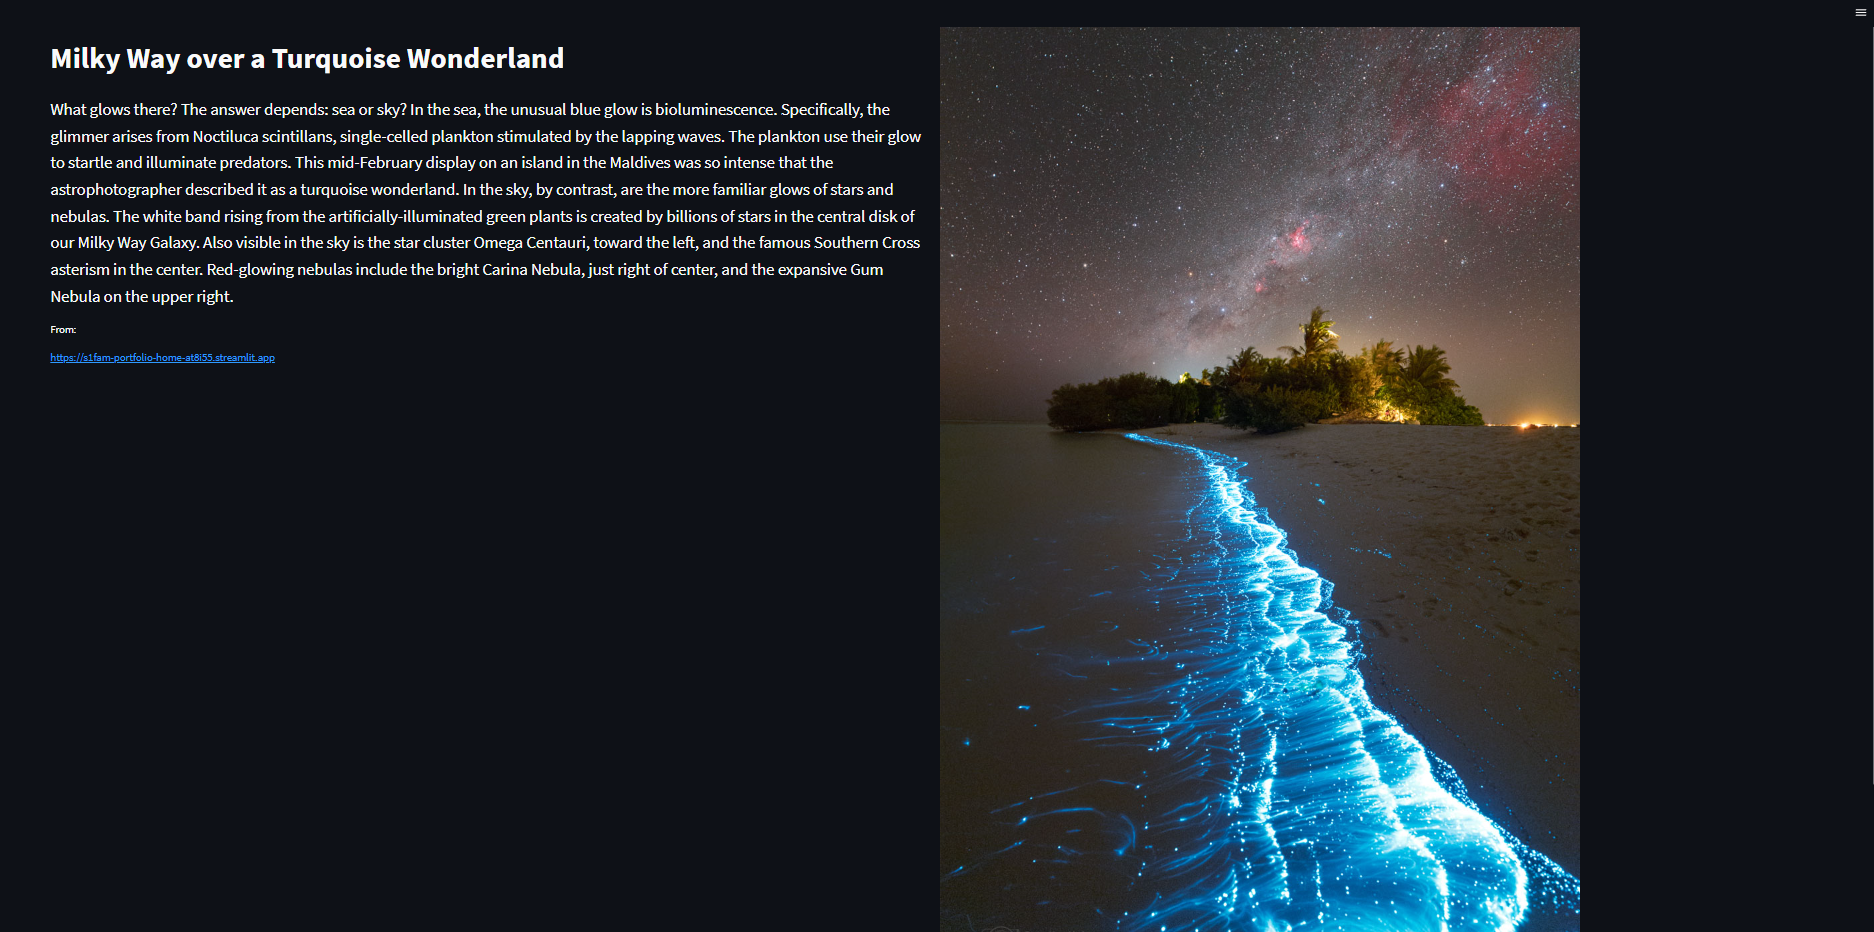 Milky Way over a Turquoise Wonderland
What glows there? The answer depends: sea or sky? In the sea, the unusual blue glow is bioluminescence. Specifically, the
glimmer arises from Noctiluca scintillans, single-celled plankton stimulated by the lapping waves. The plankton use their glow
to startle and illuminate predators. This mid-February display on an island in the Maldives was so intense that the
astrophotographer described it as a turquoise wonderland. In the sky, by contrast, are the more familiar glows of stars and
nebulas. The white band rising from the artificially-illuminated green plants is created by billions of stars in the central disk of
our Milky Way Galaxy. Also visible in the sky is the star cluster Omega Centauri, toward the left, and the famous Southern Cross
asterism in the center. Red-glowing nebulas include the bright Carina Nebula, just right of center, and the expansive Gum
Nebula on the upper right.
From:
https://s1fam-portfolio-home-at8i55.streamlit.app